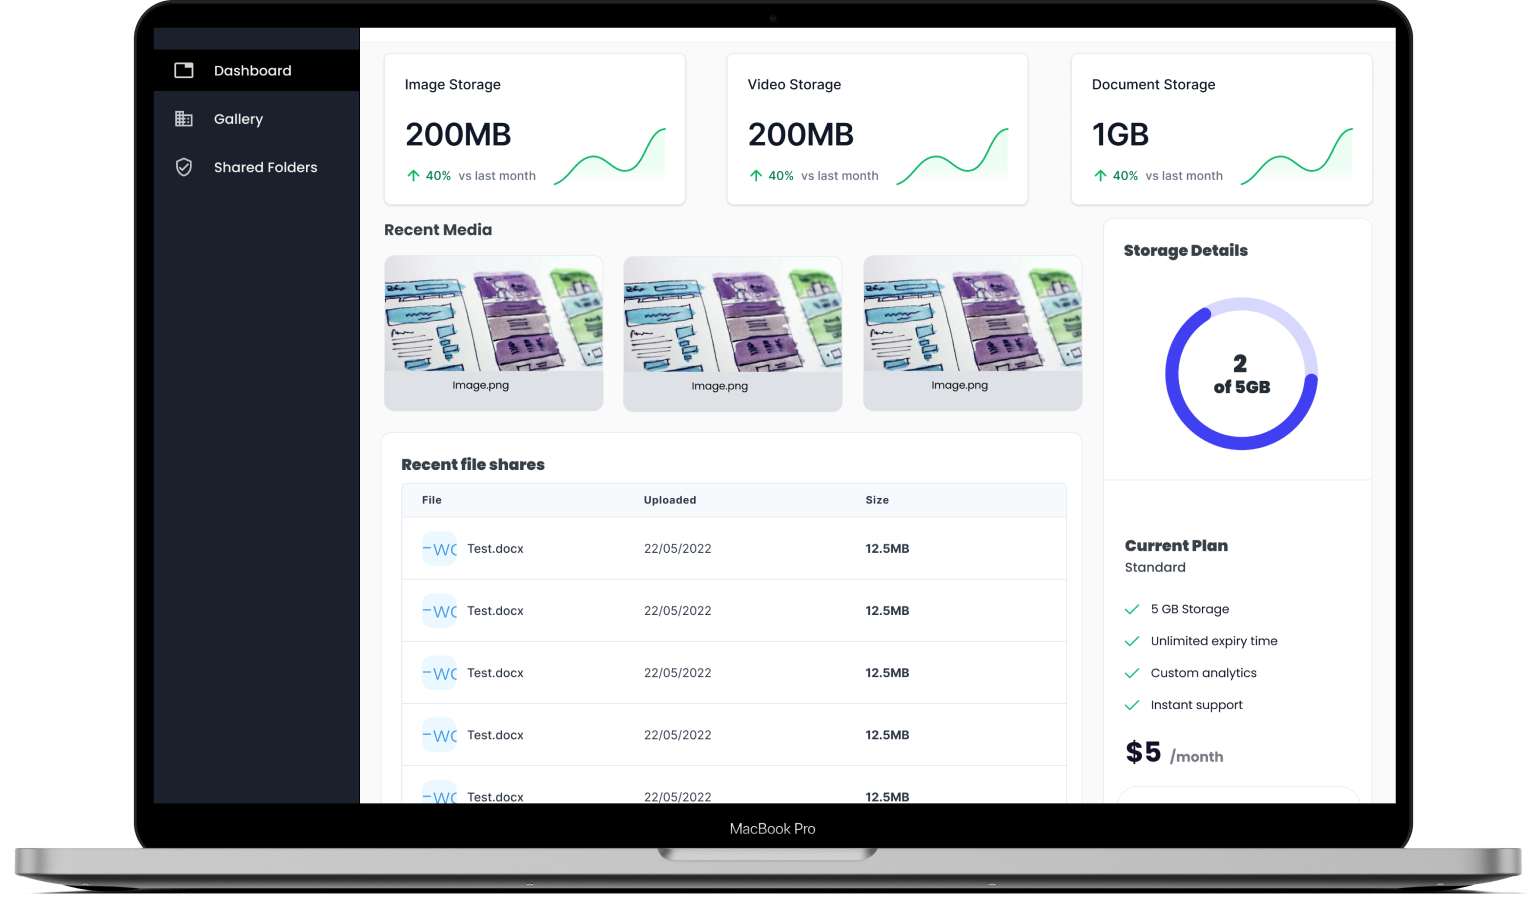 Dashboard
Gallery
Shared Folders
Image Storage
200MB
40% vs last month
Video Storage
200MB
40% vs last month
Document Storage
1GB
40% vs last month
Recent Media
Image.png
Image.png
Image.png
Storage Details
2
of 5GB
Recent file shares
File Uploaded Size
Test.docx 22/05/2022 12.5MB
Test.docx 22/05/2022 12.5MB
Test.docx 22/05/2022 12.5MB
Test.docx 22/05/2022 12.5MB
Test.docx 22/05/2022 12.5MB
Current Plan
Standard
5 GB Storage
Unlimited expiry time
Custom analytics
Instant support
$5 /month
MacBook Pro